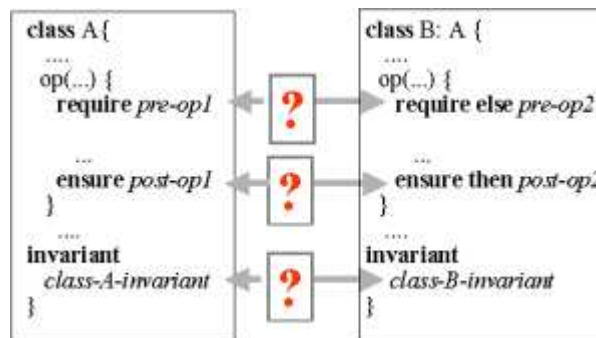 class A{
....
op(...) {
require pre-op1
...
ensure post-op1
}
....
invariant
class-A-invariant
}
?
?
?
class B: A {
....
op(...) {
require else pre-op2
...
ensure then post-op2
}
....
invariant
class-B-invariant
}